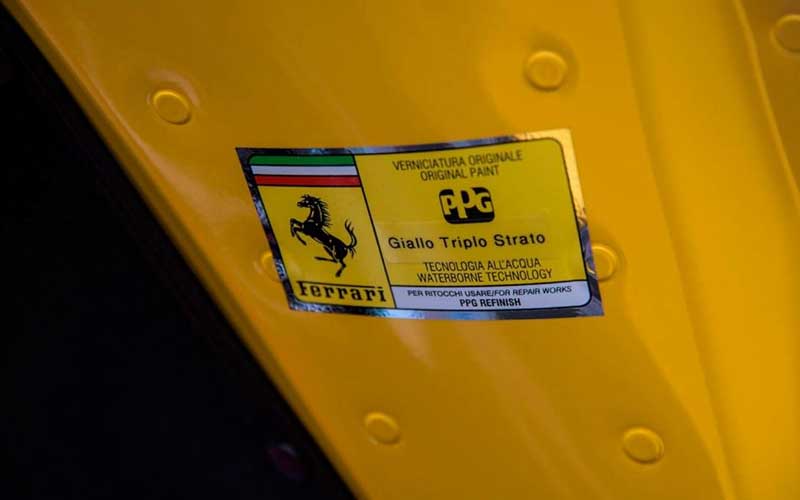 Ferrari
VERNICIATURA ORIGINALE
ORIGINAL PAINT
PPG
Giallo Triplo Strato
TECNOLOGIA ALL'ACQUA
WATERBORNE TECHNOLOGY
PER RITOCCHI USARE/FOR REPAIR WORKS
PPG REFINISH